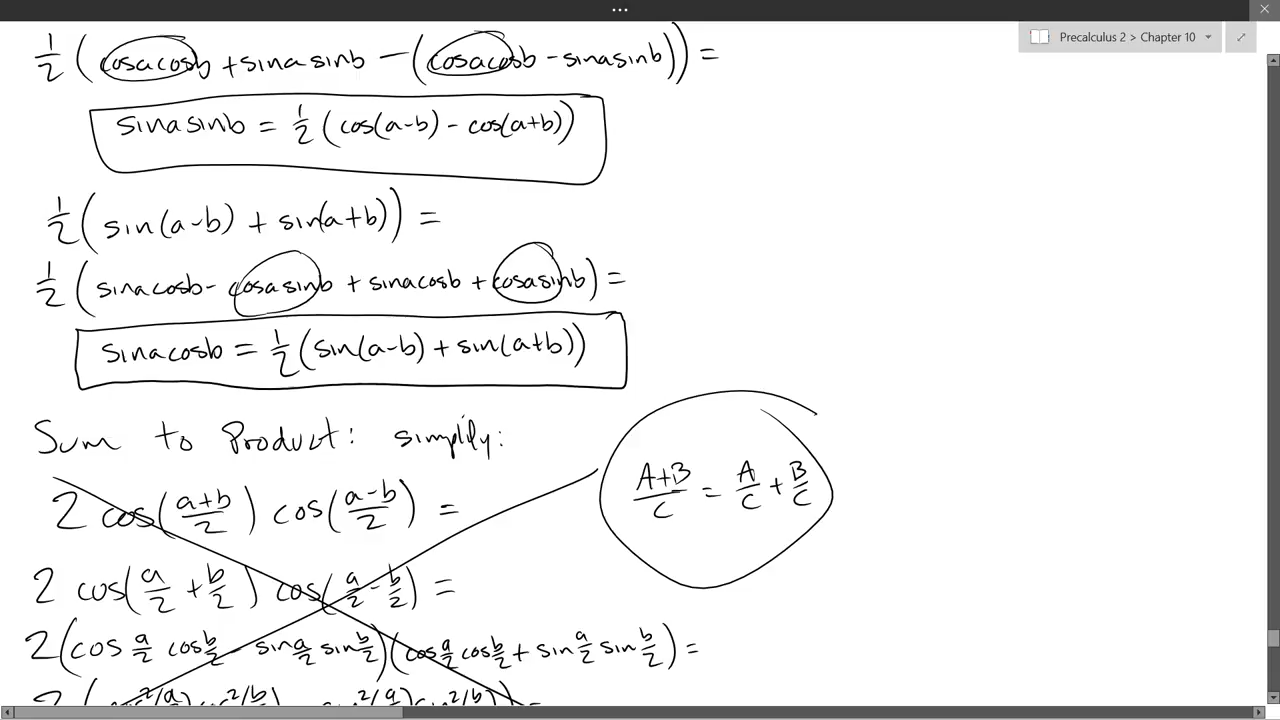 Precalculus 2 > Chapter 10
1/2 (cosacosb + sinasinb - (cosacosb - sinasinb)) =
sinasinb = 1/2 (cos(a-b) - cos(a+b))
1/2 (sin(a-b) + sin(a+b)) =
1/2 (sinacosb - cosasinb + sinacosb + cosasinb) =
sinacosb = 1/2 (sin(a-b) + sin(a+b))
Sum to Product: simplify:
(A+B)/C = A/C + B/C
2 cos((a+b)/2) cos((a-b)/2) =
2 cos(a/2 + b/2) cos(a/2 - b/2) =
2(cos a/2 cos b/2 - sin a/2 sin b/2)(cos a/2 cos b/2 + sin a/2 sin b/2) =